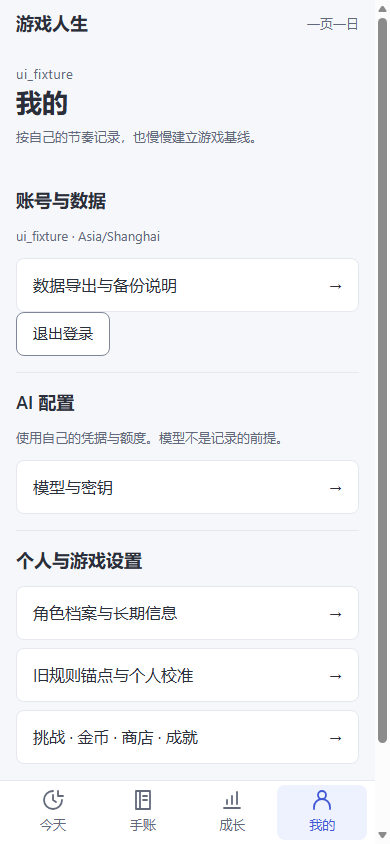 游戏人生
一页一日
ui_fixture
我的
按自己的节奏记录，也慢慢建立游戏基线。
账号与数据
ui_fixture · Asia/Shanghai
数据导出与备份说明 →
退出登录
AI 配置
使用自己的凭据与额度。模型不是记录的前提。
模型与密钥 →
个人与游戏设置
角色档案与长期信息 →
旧规则锚点与个人校准 →
挑战 · 金币 · 商店 · 成就 →
今天
手账
成长
我的